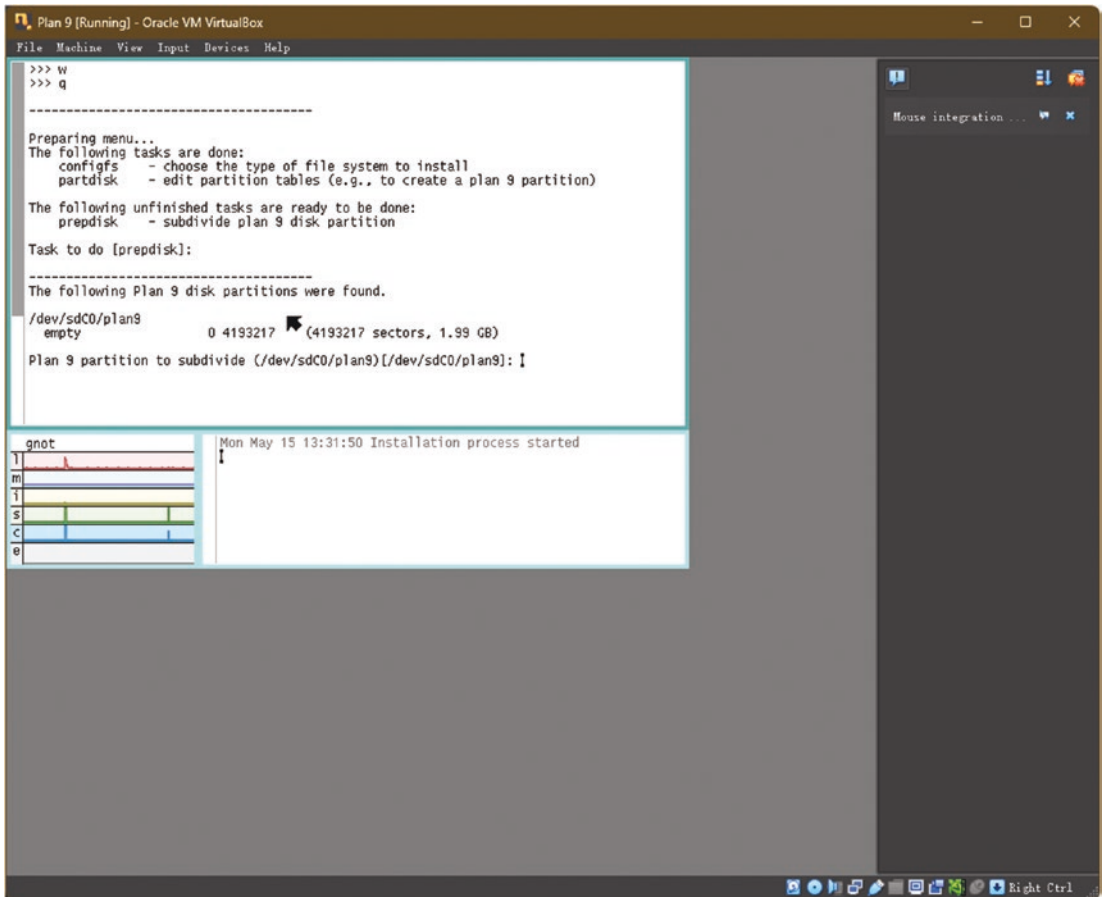 Plan 9 [Running] - Oracle VM VirtualBox
File Machine View Input Devices Help
>>> w
>>> q
--------------------------------------
Preparing menu...
The following tasks are done:
configfs - choose the type of file system to install
partdisk - edit partition tables (e.g., to create a plan 9 partition)
The following unfinished tasks are ready to be done:
prepdisk - subdivide plan 9 disk partition
Task to do [prepdisk]:
--------------------------------------
The following Plan 9 disk partitions were found.
/dev/sdC0/plan9
empty 0 4193217 (4193217 sectors, 1.99 GB)
Plan 9 partition to subdivide (/dev/sdC0/plan9)[/dev/sdC0/plan9]:
gnot
l
m
i
s
c
e
Mon May 15 13:31:50 Installation process started
Mouse integration ...
Right Ctrl